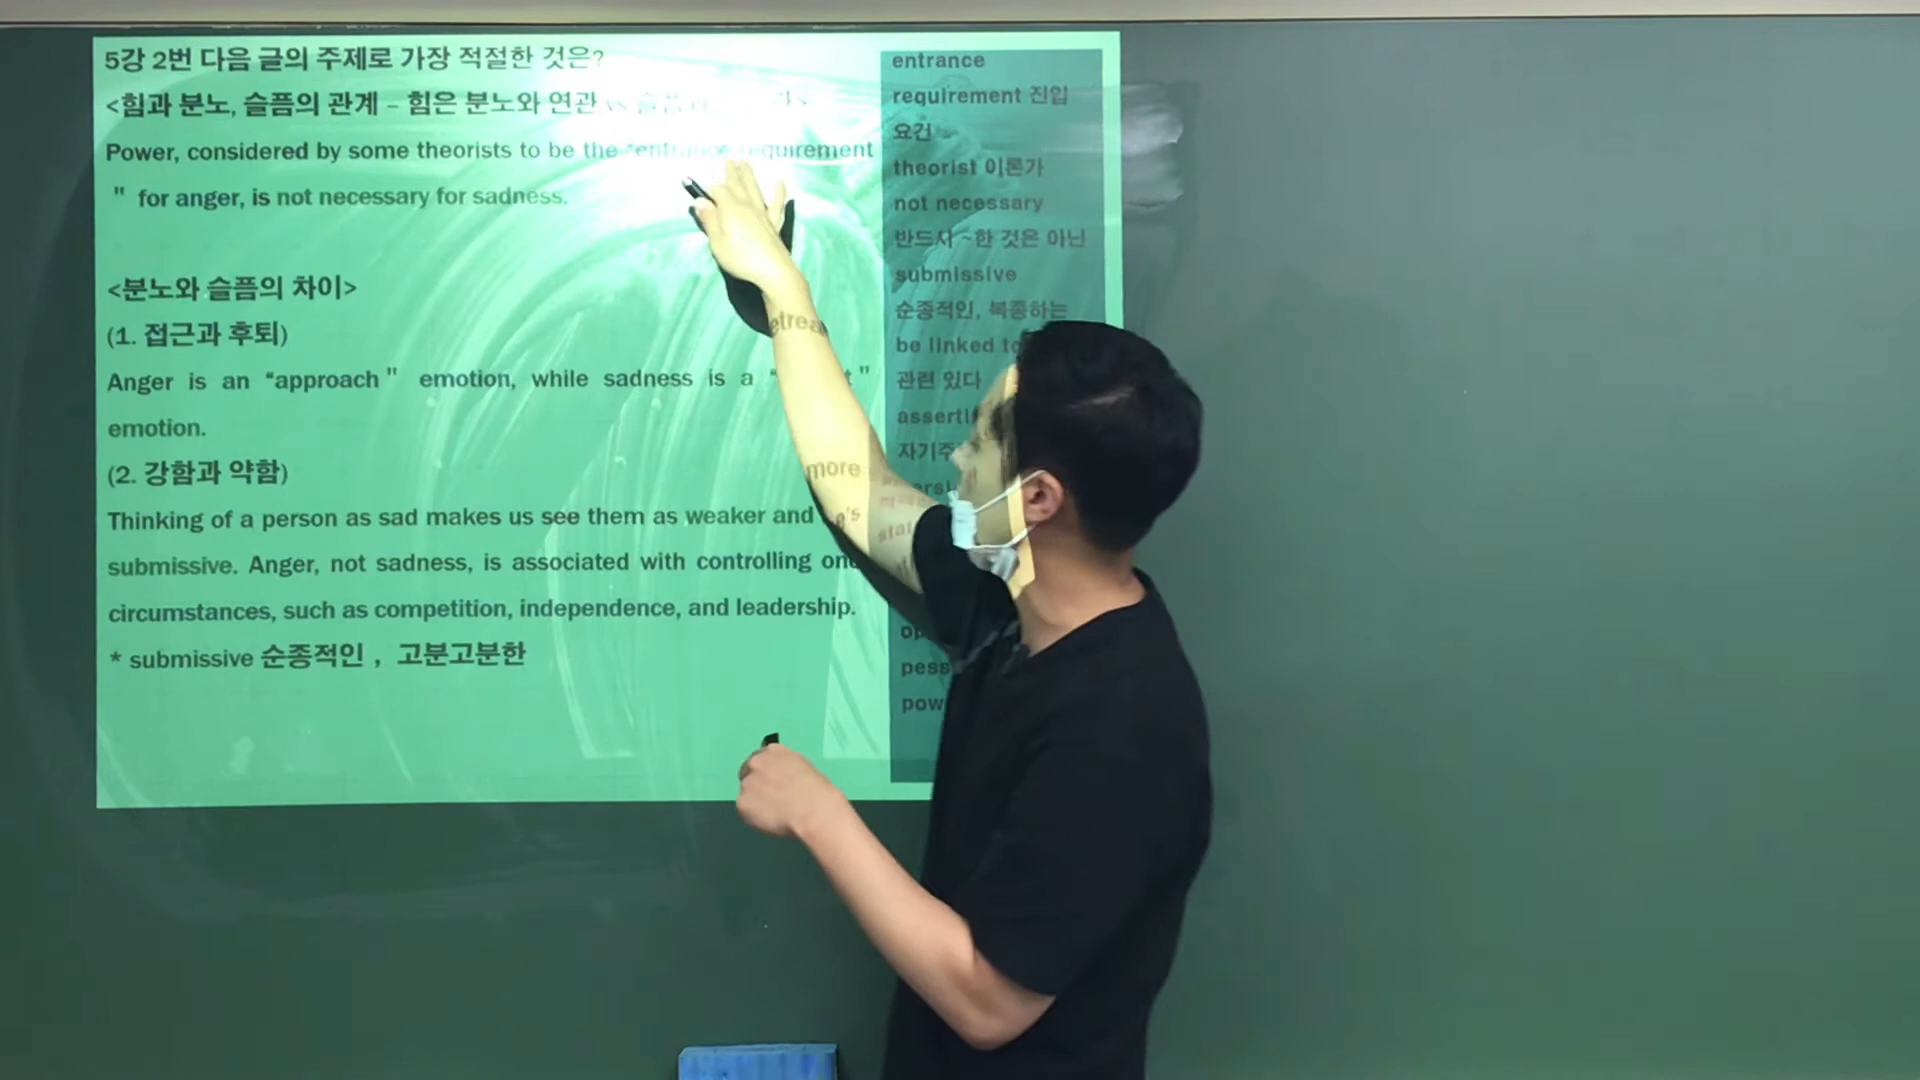 5강 2번 다음 글의 주제로 가장 적절한 것은?
<힘과 분노, 슬픔의 관계 – 힘은 분노와 연관 vs 슬픔
Power, considered by some theorists to be the “entrance requirement
" for anger, is not necessary for sadness.
<분노와 슬픔의 차이>
(1. 접근과 후퇴)
Anger is an “approach" emotion, while sadness is a “ "
emotion.
(2. 강함과 약함)
Thinking of a person as sad makes us see them as weaker and more
submissive. Anger, not sadness, is associated with controlling one's
circumstances, such as competition, independence, and leadership.
* submissive 순종적인 , 고분고분한
entrance
requirement 진입
요건
theorist 이론가
not necessary
반드시 ~한 것은 아닌
submissive
순종적인, 복종하는
be linked to
관련 있다